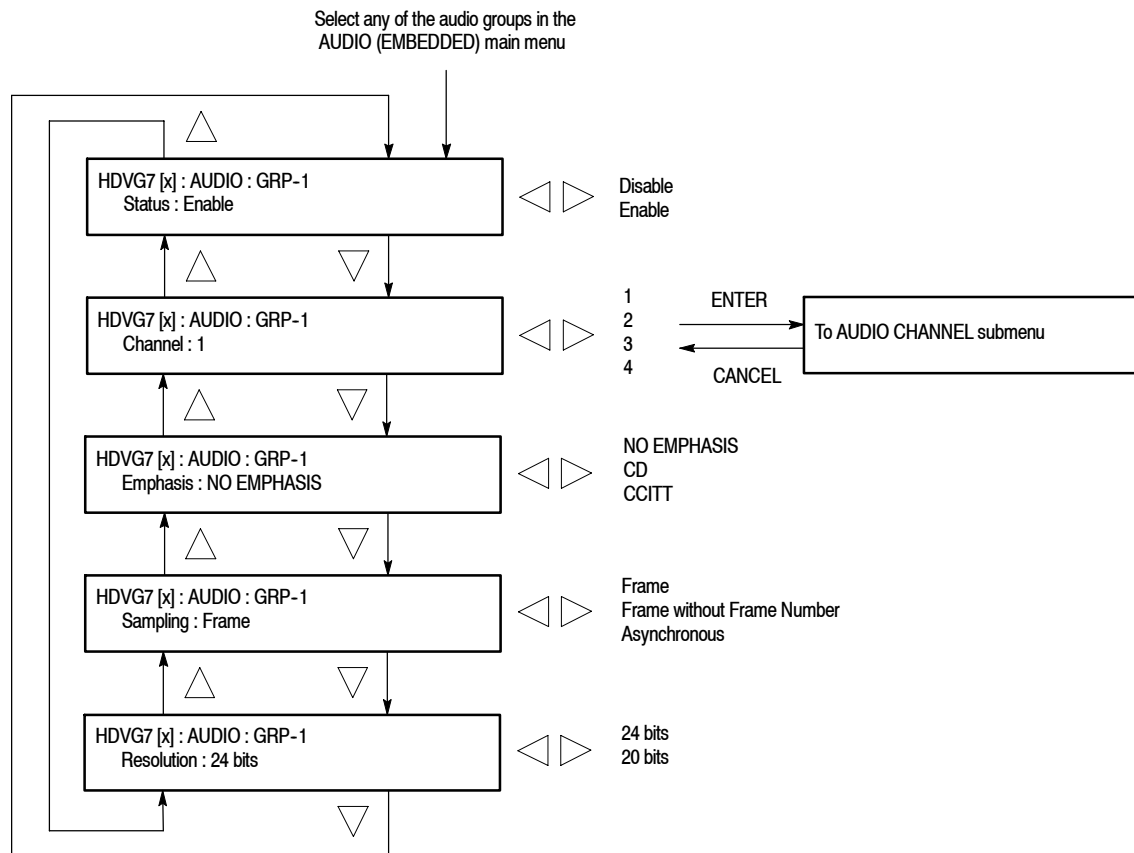 Select any of the audio groups in the
AUDIO (EMBEDDED) main menu
HDVG7 [x] : AUDIO : GRP-1
Status : Enable
Disable
Enable
HDVG7 [x] : AUDIO : GRP-1
Channel : 1
1
2
3
4
ENTER
CANCEL
To AUDIO CHANNEL submenu
HDVG7 [x] : AUDIO : GRP-1
Emphasis : NO EMPHASIS
NO EMPHASIS
CD
CCITT
HDVG7 [x] : AUDIO : GRP-1
Sampling : Frame
Frame
Frame without Frame Number
Asynchronous
HDVG7 [x] : AUDIO : GRP-1
Resolution : 24 bits
24 bits
20 bits